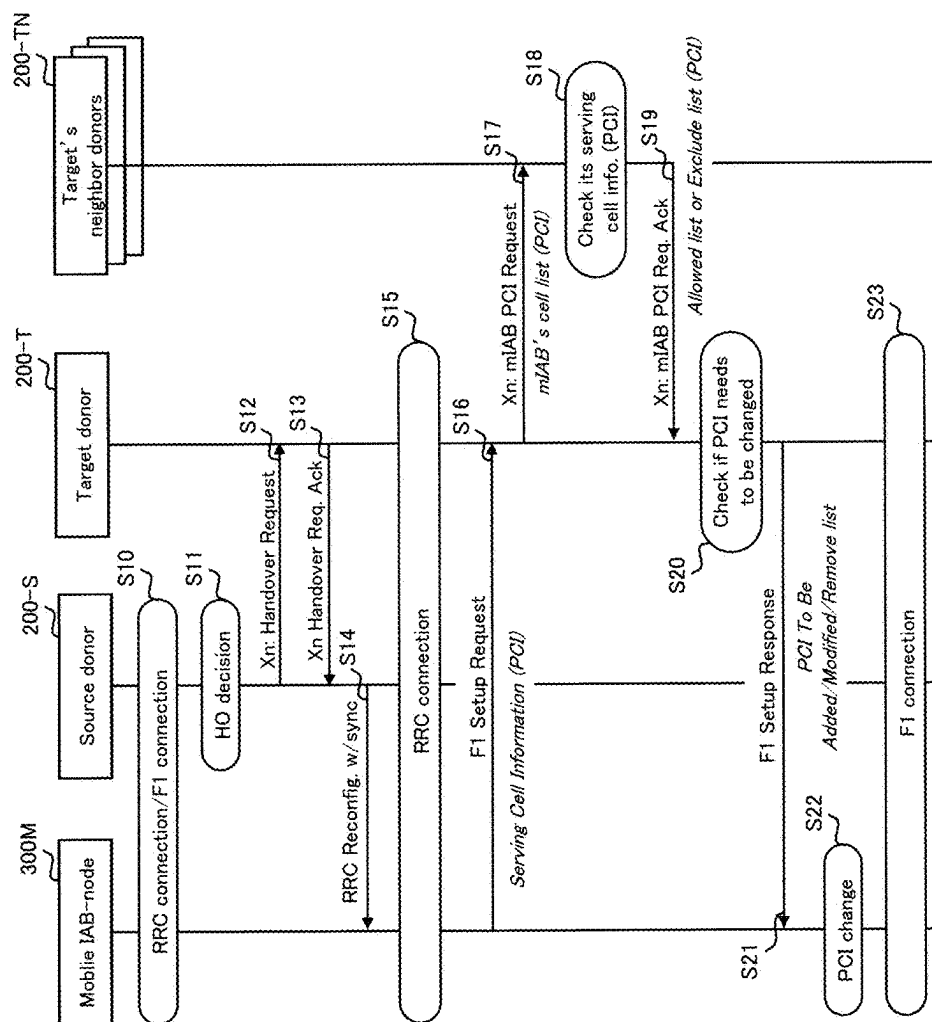 300M
Moblie IAB-node
200-S
Source donor
200-T
Target donor
200-TN
Target's
neighbor donors
S10
RRC connection/F1 connection
S11
HO decision
S12
Xn: Handover Request
S13
Xn Handover Req. Ack
S14
RRC Reconfig. w/sync
S15
RRC connection
S16
F1 Setup Request
Serving Cell Information (PCI)
S17
Xn: mIAB PCI Request
mIAB's cell list (PCI)
S18
Check its serving
cell info. (PCI)
S19
Xn: mIAB PCI Req. Ack
Allowed list or Exclude list (PCI)
Check if PCI needs
to be changed
S20
F1 Setup Response
S21
PCI To Be
Added/Modified/Remove list
S22
PCI change
S23
F1 connection